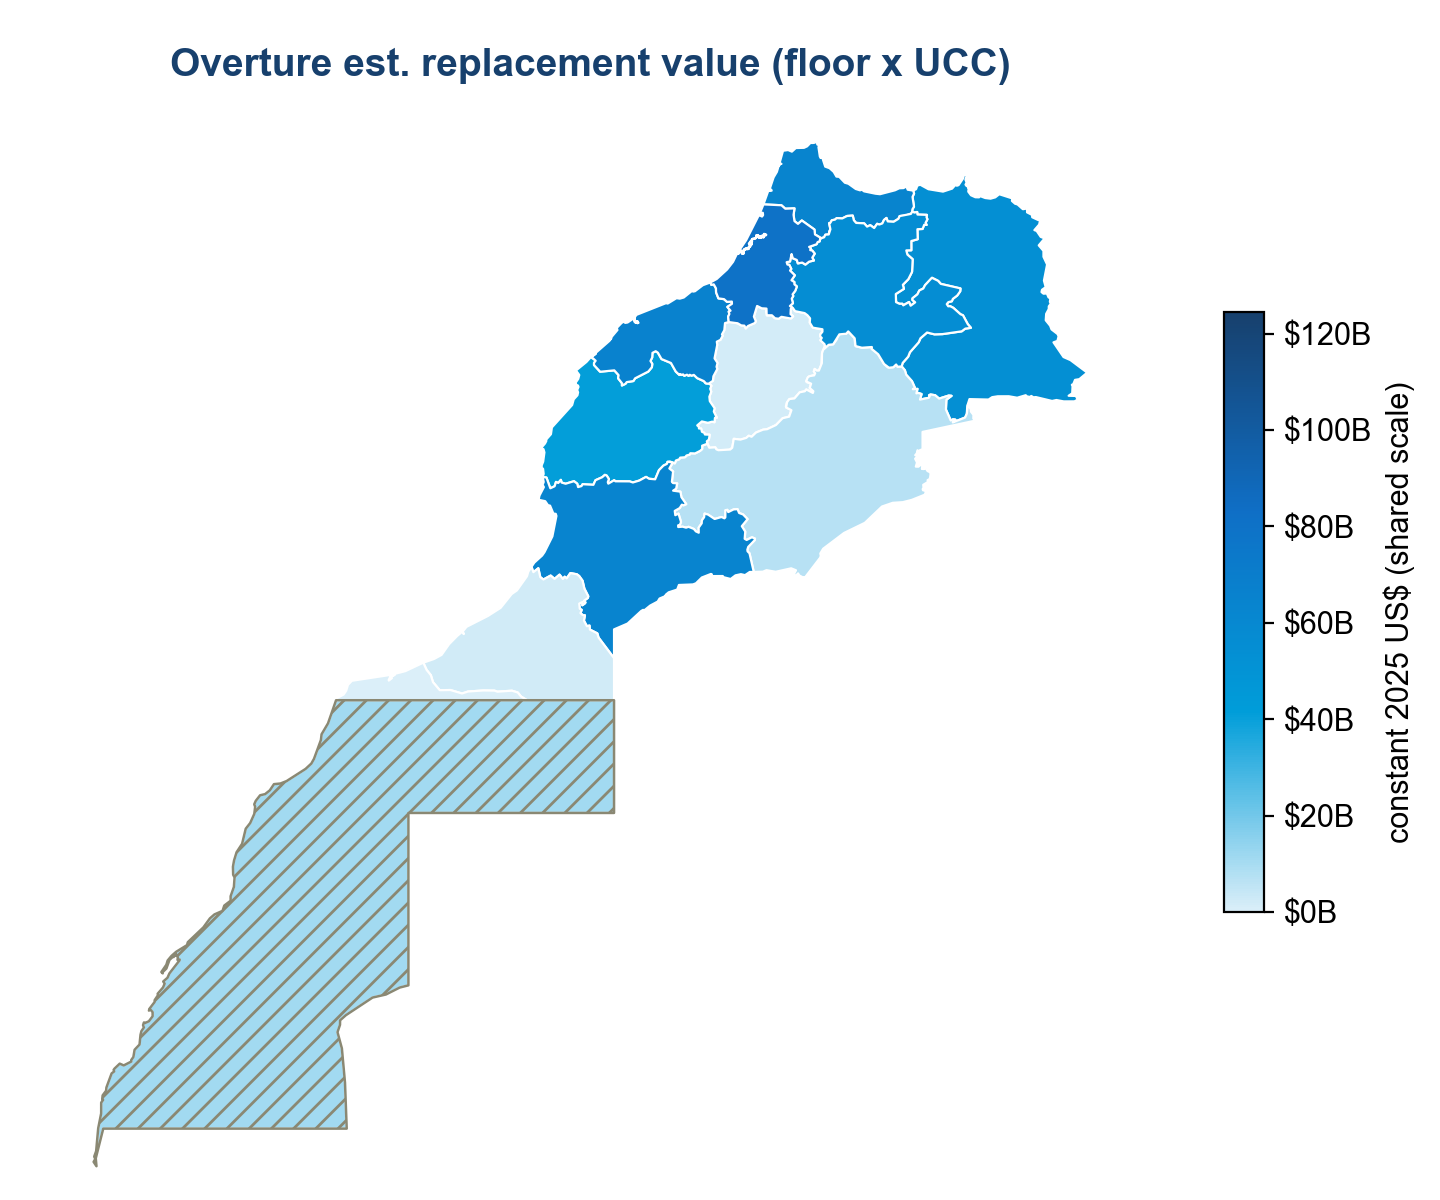 Overture est. replacement value (floor x UCC)
$120B
$100B
$80B
$60B
$40B
$20B
$0B
constant 2025 US$ (shared scale)